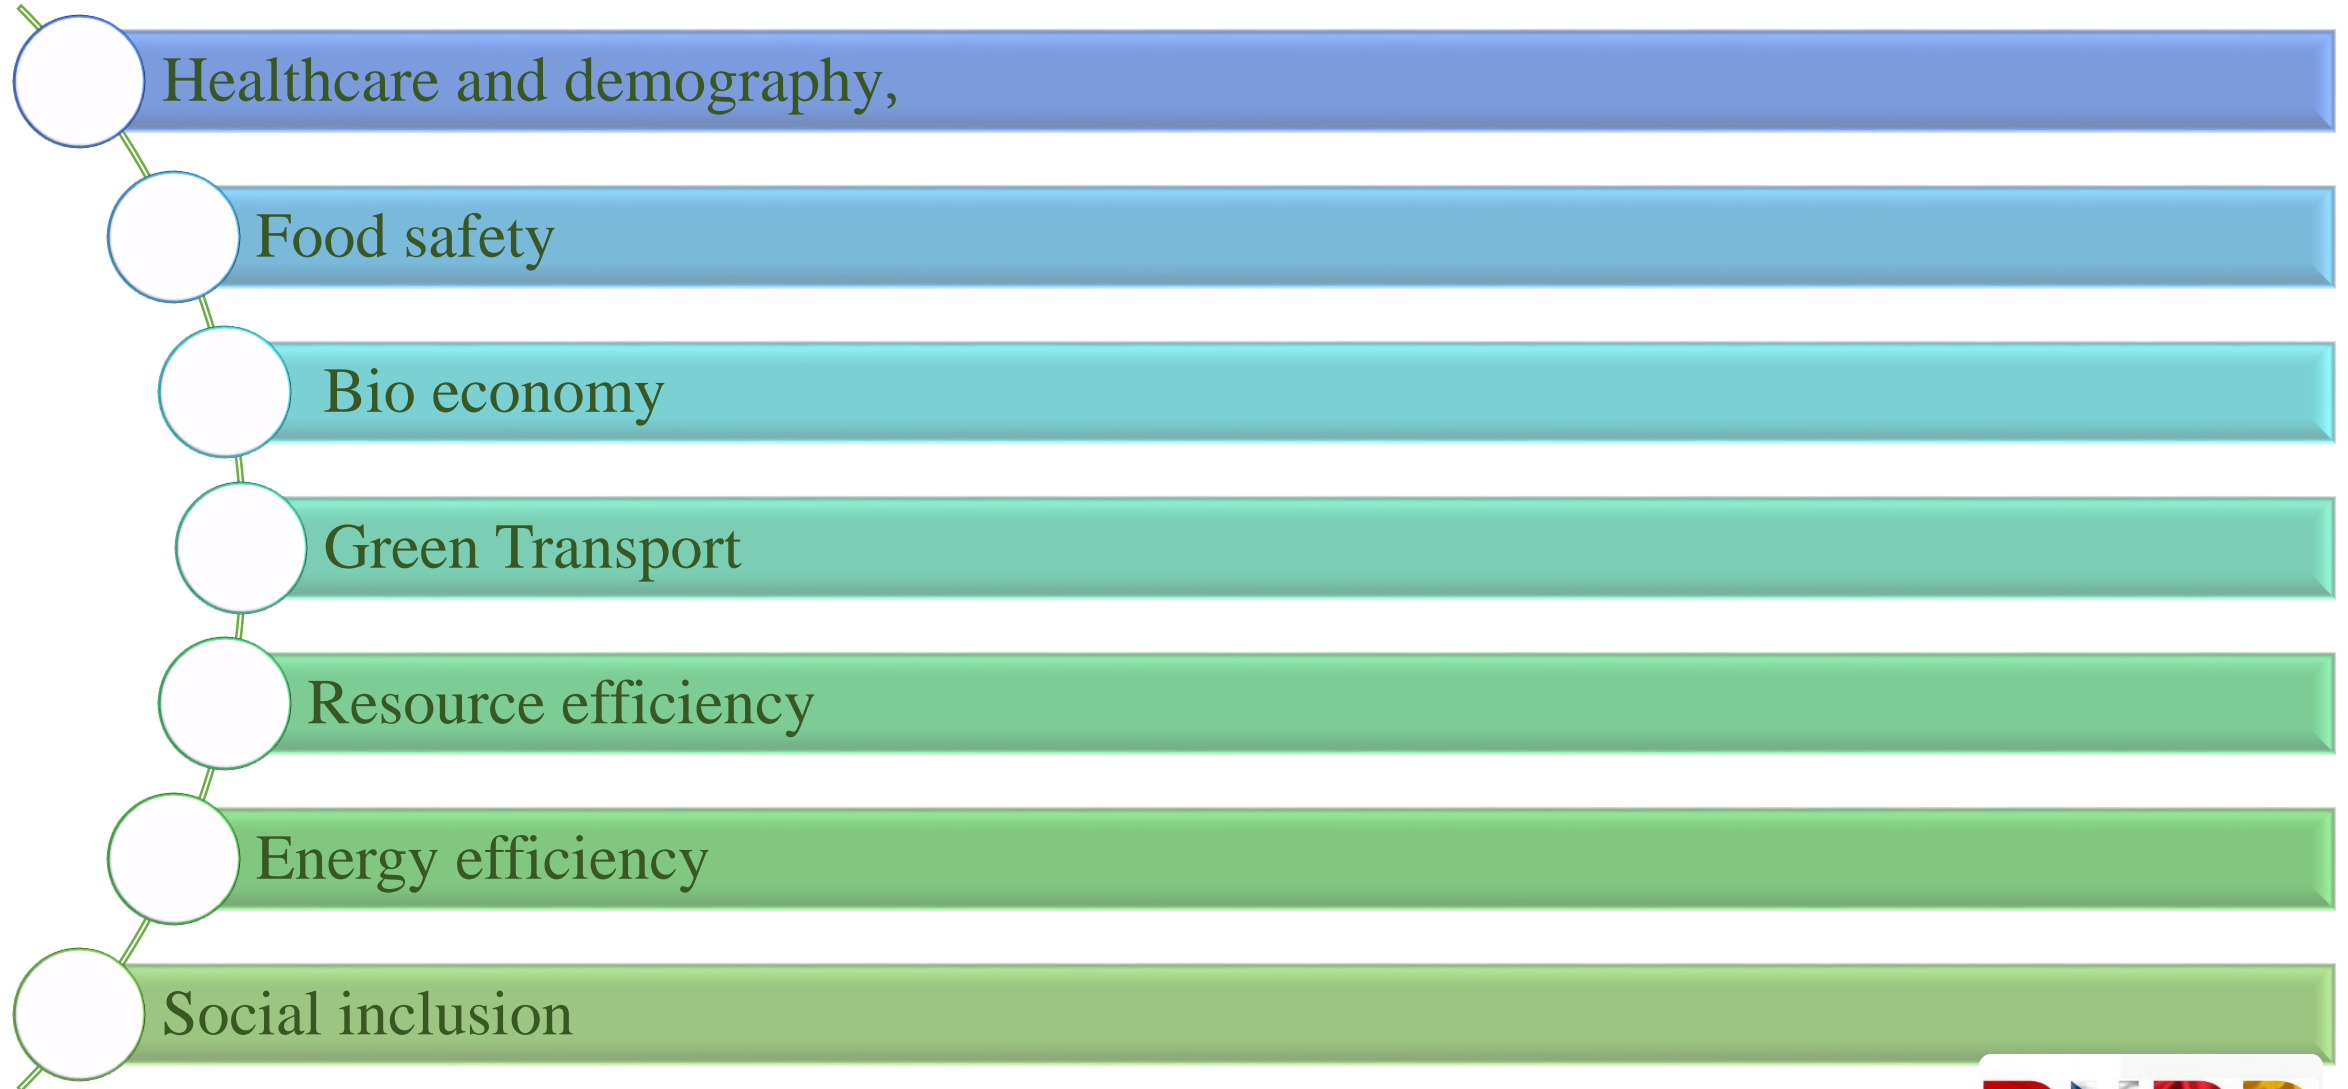 Healthcare and demography,
Food safety
Bio economy
Green Transport
Resource efficiency
Energy efficiency
Social inclusion